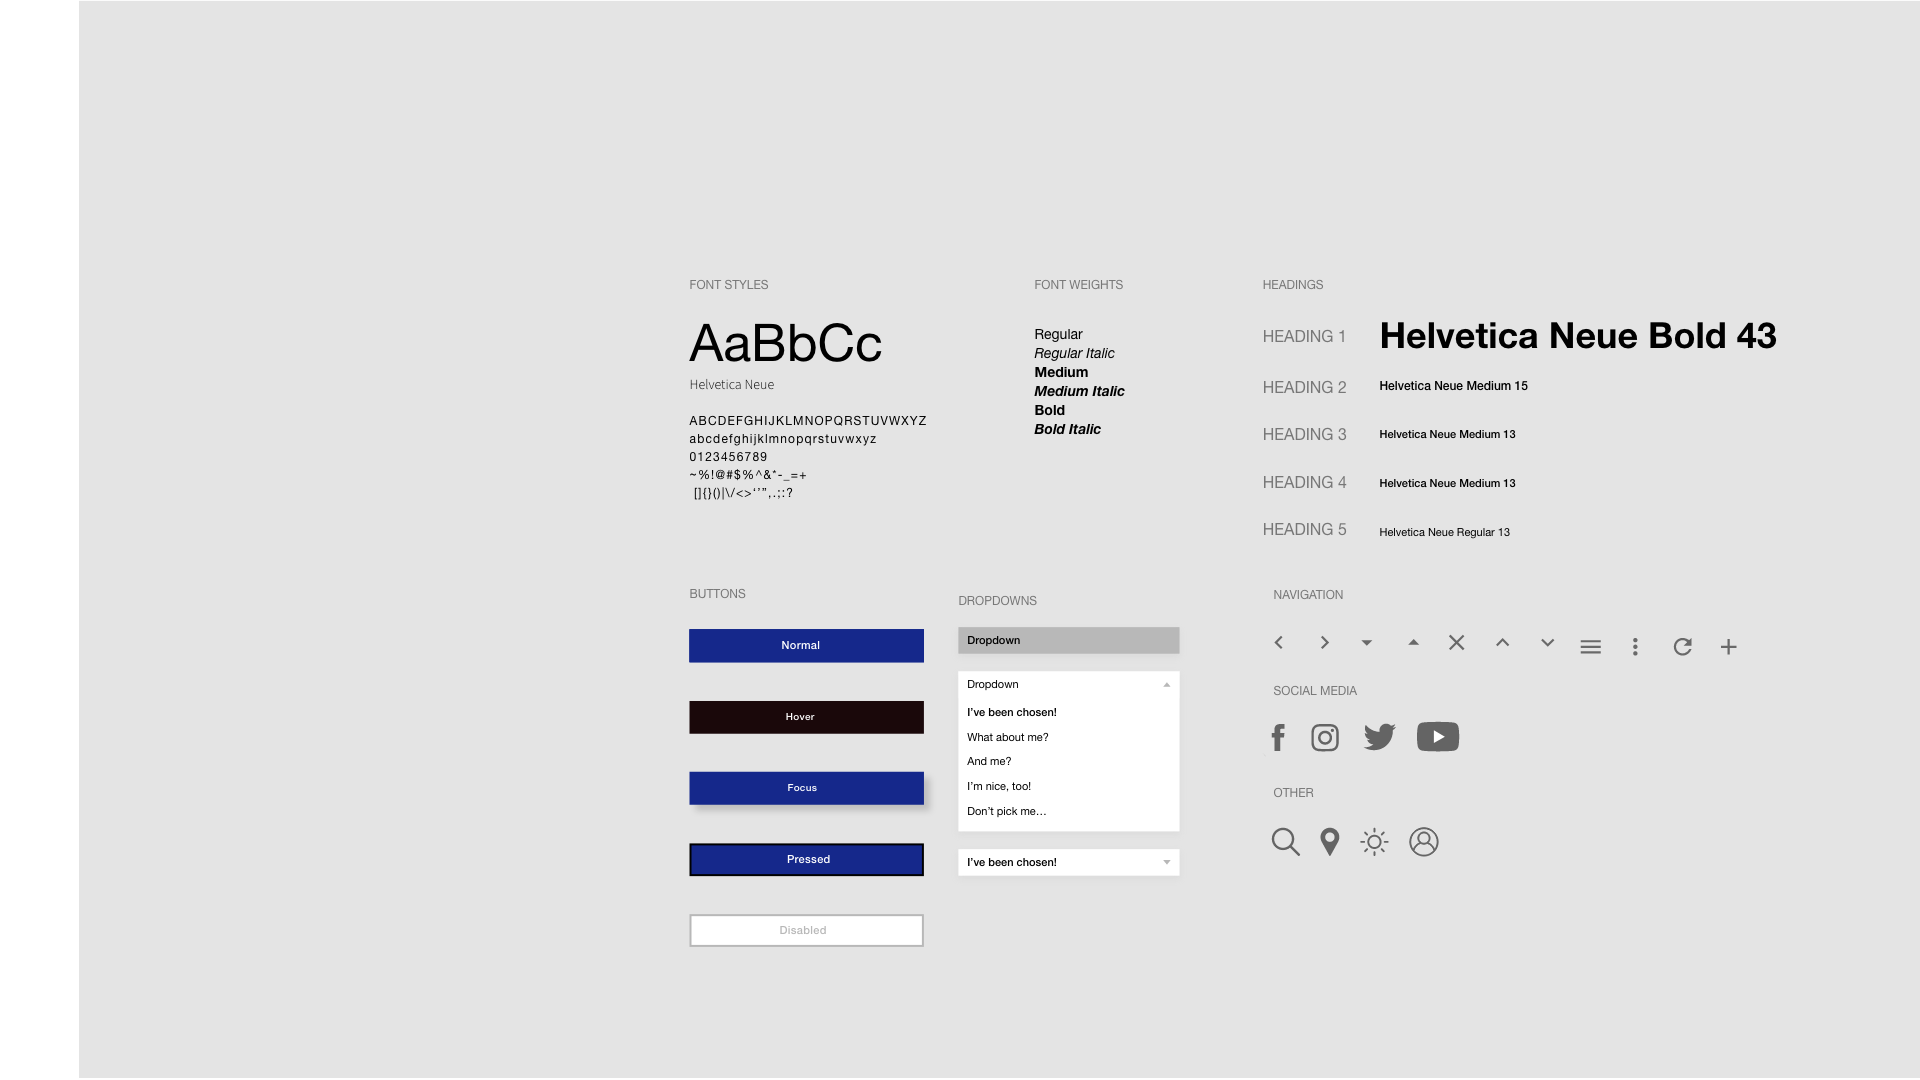 FONT STYLES
AaBbCc
Helvetica Neue
ABCDEFGHIJKLMNOPQRSTUVWXYZ
abcdefghijklmnopqrstuvwxyz
0123456789
~%!@#$%^&*-_=+
[]{}()|\/<>‘’”,.;:?
FONT WEIGHTS
Regular
Regular Italic
Medium
Medium Italic
Bold
Bold Italic
HEADINGS
HEADING 1 Helvetica Neue Bold 43
HEADING 2 Helvetica Neue Medium 15
HEADING 3 Helvetica Neue Medium 13
HEADING 4 Helvetica Neue Medium 13
HEADING 5 Helvetica Neue Regular 13
BUTTONS
Normal
Hover
Focus
Pressed
Disabled
DROPDOWNS
Dropdown
Dropdown
I’ve been chosen!
What about me?
And me?
I’m nice, too!
Don’t pick me…
I’ve been chosen!
NAVIGATION
SOCIAL MEDIA
OTHER